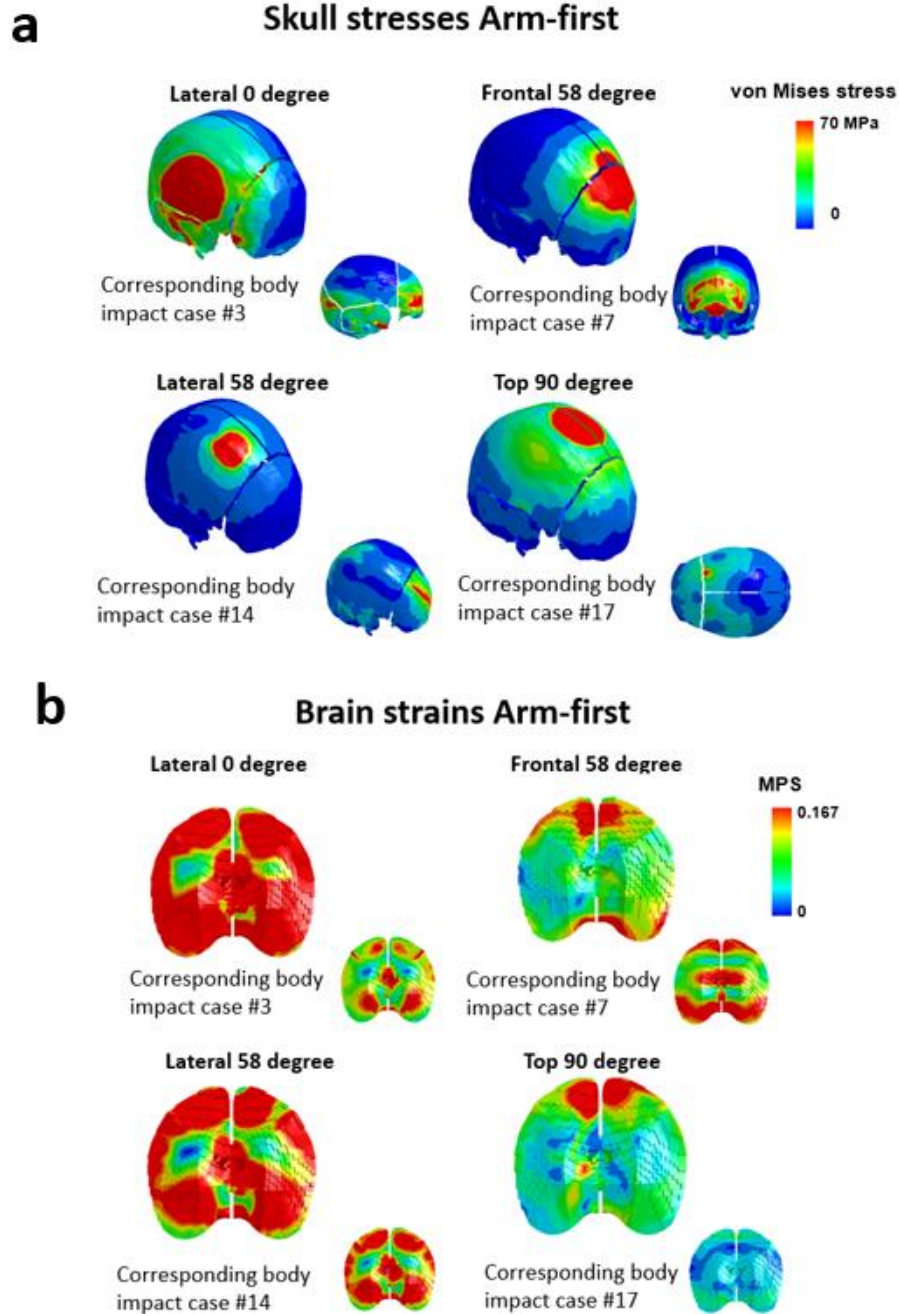 a
Skull stresses Arm-first
Lateral 0 degree
Frontal 58 degree
von Mises stress
70 MPa
0
Corresponding body
impact case #3
Corresponding body
impact case #7
Lateral 58 degree
Top 90 degree
Corresponding body
impact case #14
Corresponding body
impact case #17
b
Brain strains Arm-first
Lateral 0 degree
Frontal 58 degree
MPS
0.167
0
Corresponding body
impact case #3
Corresponding body
impact case #7
Lateral 58 degree
Top 90 degree
Corresponding body
impact case #14
Corresponding body
impact case #17